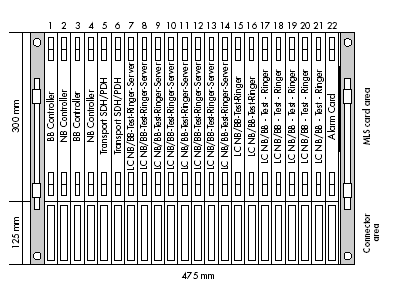 1 2 3 4 5 6 7 8 9 10 11 12 13 14 15 16 17 18 19 20 21 22
300 mm
BB Controller
NB Controller
BB Controller
NB Controller
Transport SDH/PDH
Transport SDH/PDH
LC NB/BB-Test-Ringer-Server
LC NB/BB-Test-Ringer-Server
LC NB/BB-Test-Ringer-Server
LC NB/BB-Test-Ringer-Server
LC NB/BB-Test-Ringer-Server
LC NB/BB-Test-Ringer-Server
LC NB/BB-Test-Ringer-Server
LC NB/BB-Test-Ringer-Server
LC NB/BB-Test-Ringer
LC NB/BB-Test-Ringer
LC NB/BB - Test - Ringer
LC NB/BB - Test - Ringer
LC NB/BB - Test - Ringer
LC NB/BB - Test - Ringer
LC NB/BB - Test - Ringer
Alarm Card
MLS card area
125 mm
Connector
area
475 mm